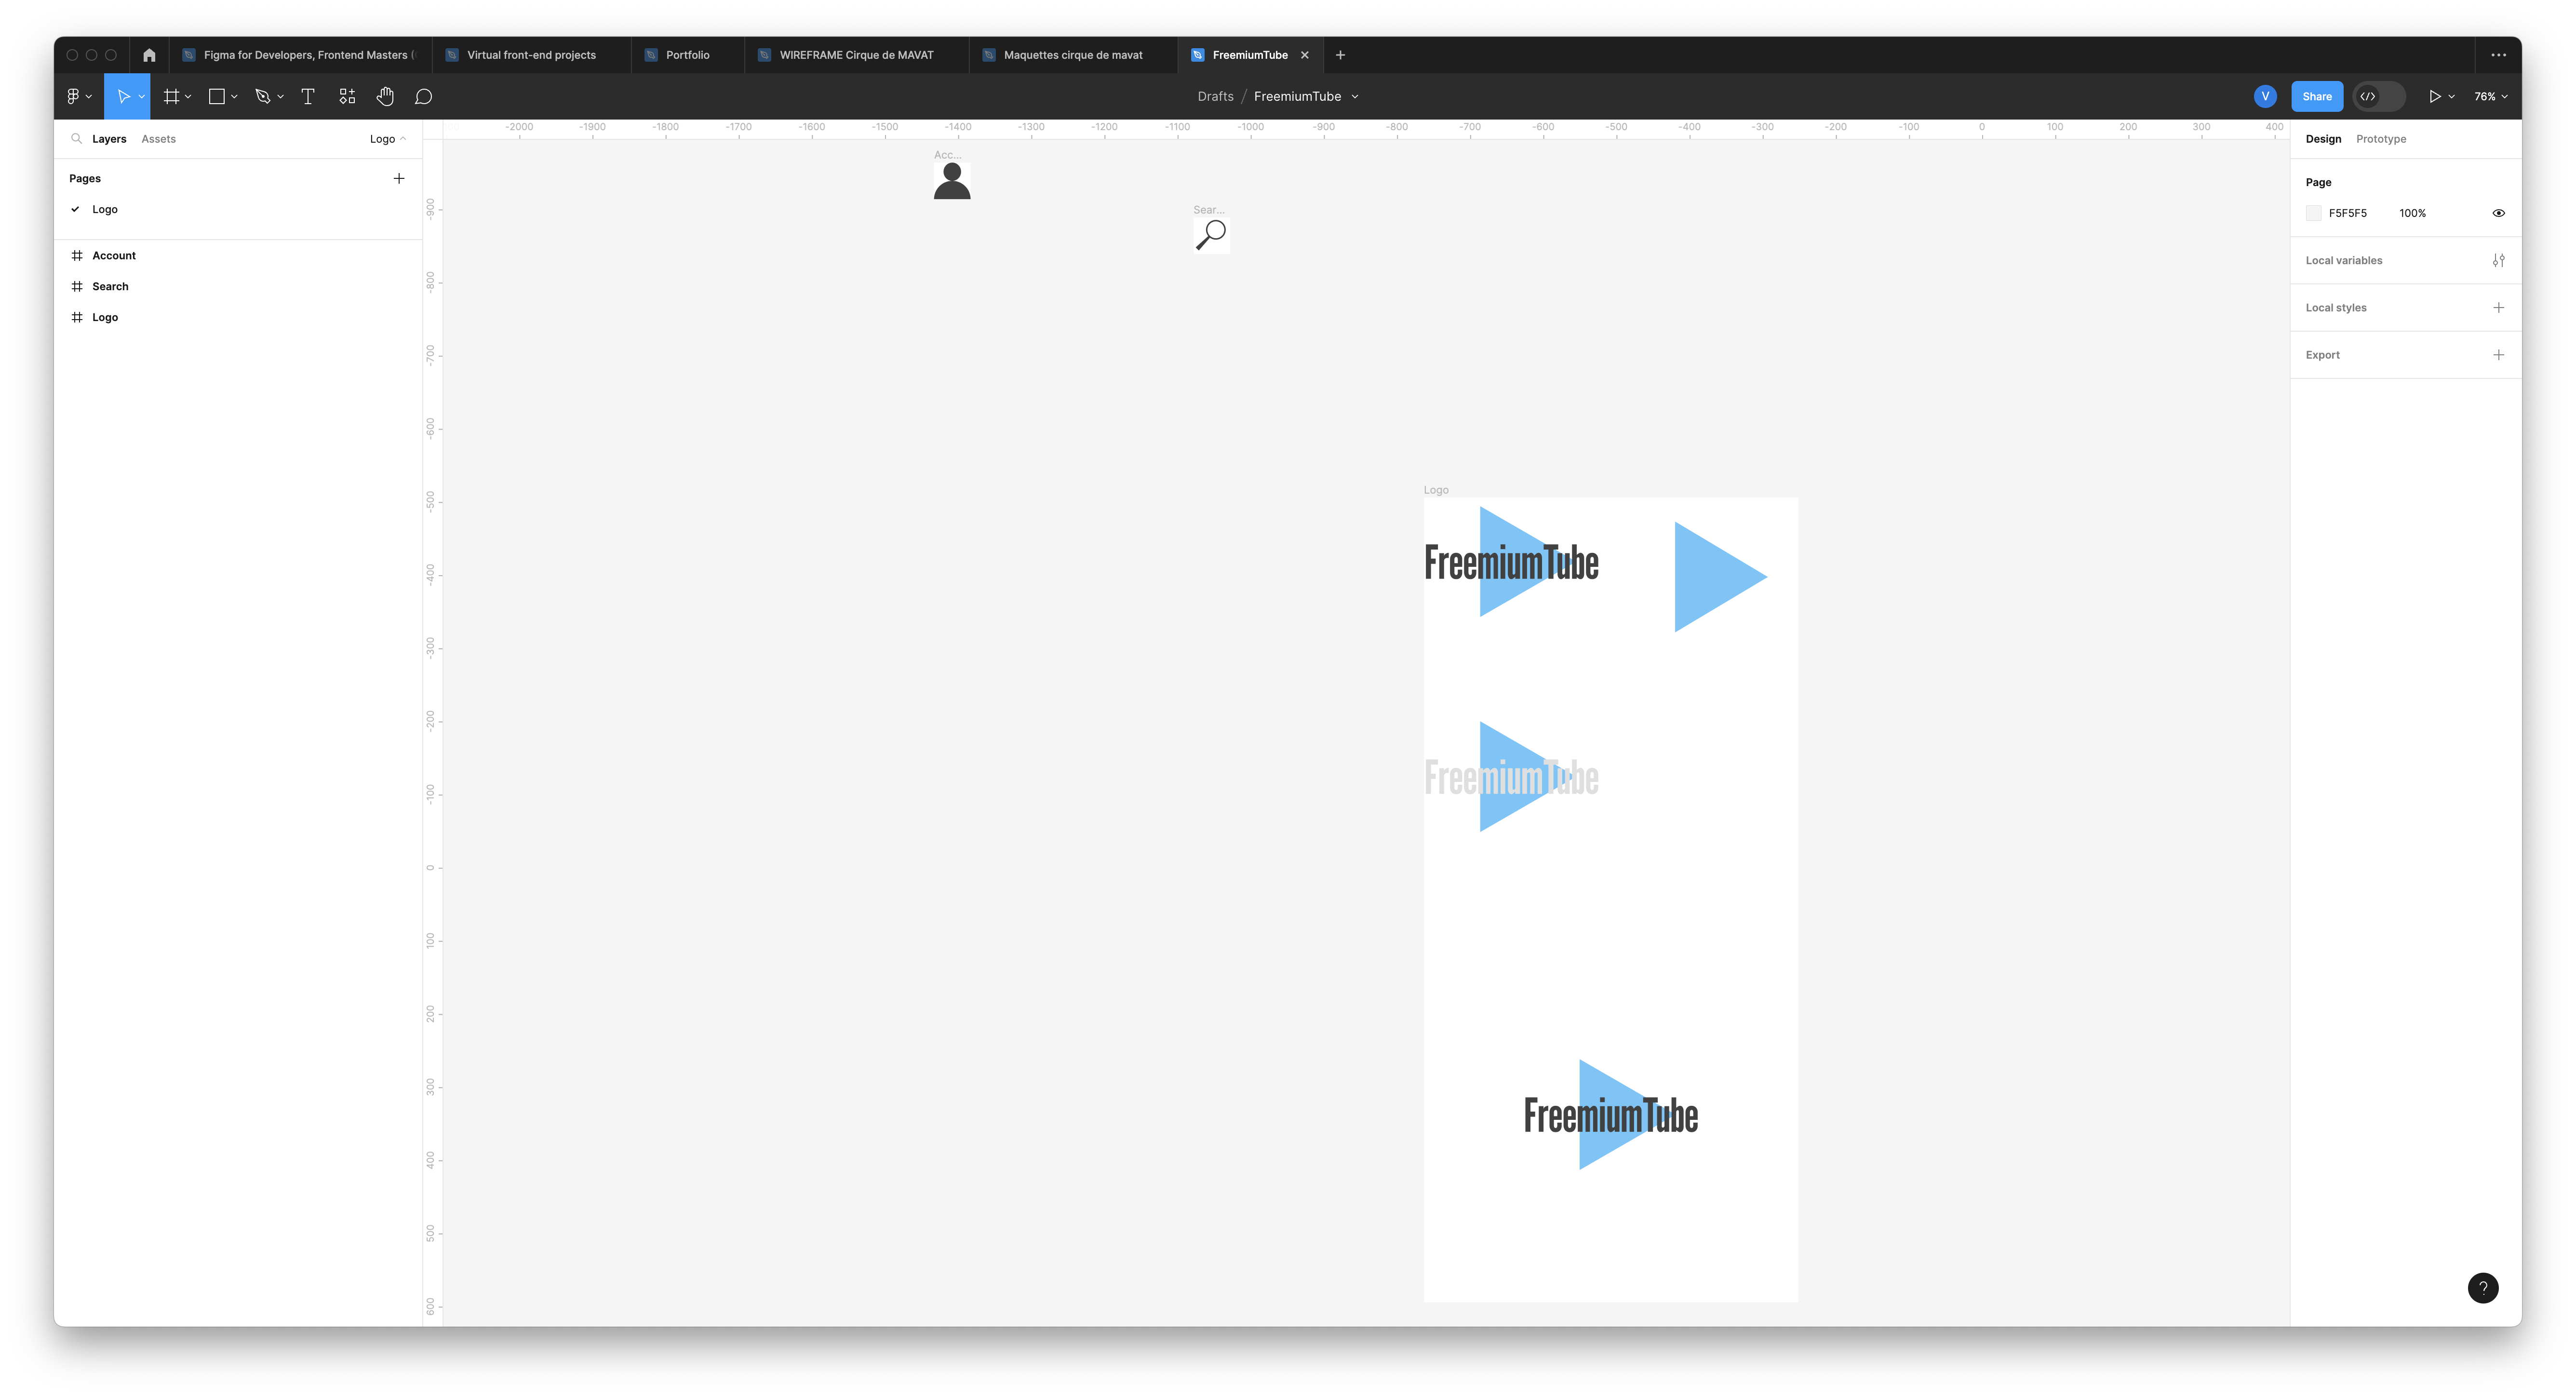 Figma for Developers, Frontend Masters (
Virtual front-end projects
Portfolio
WIREFRAME Cirque de MAVAT
Maquettes cirque de mavat
FreemiumTube
Drafts / FreemiumTube
V
Share
76%
Layers
Assets
Logo
Pages
Logo
Account
Search
Logo
-2000 -1900 -1800 -1700 -1600 -1500 -1400 -1300 -1200 -1100 -1000 -900 -800 -700 -600 -500 -400 -300 -200 -100 0 100 200 300 400
-900
-800
-700
-600
-500
-400
-300
-200
-100
0
100
200
300
400
500
600
Acc...
Sear...
Logo
FreemiumTube
FreemiumTube
FreemiumTube
Design
Prototype
Page
F5F5F5 100%
Local variables
Local styles
Export
?